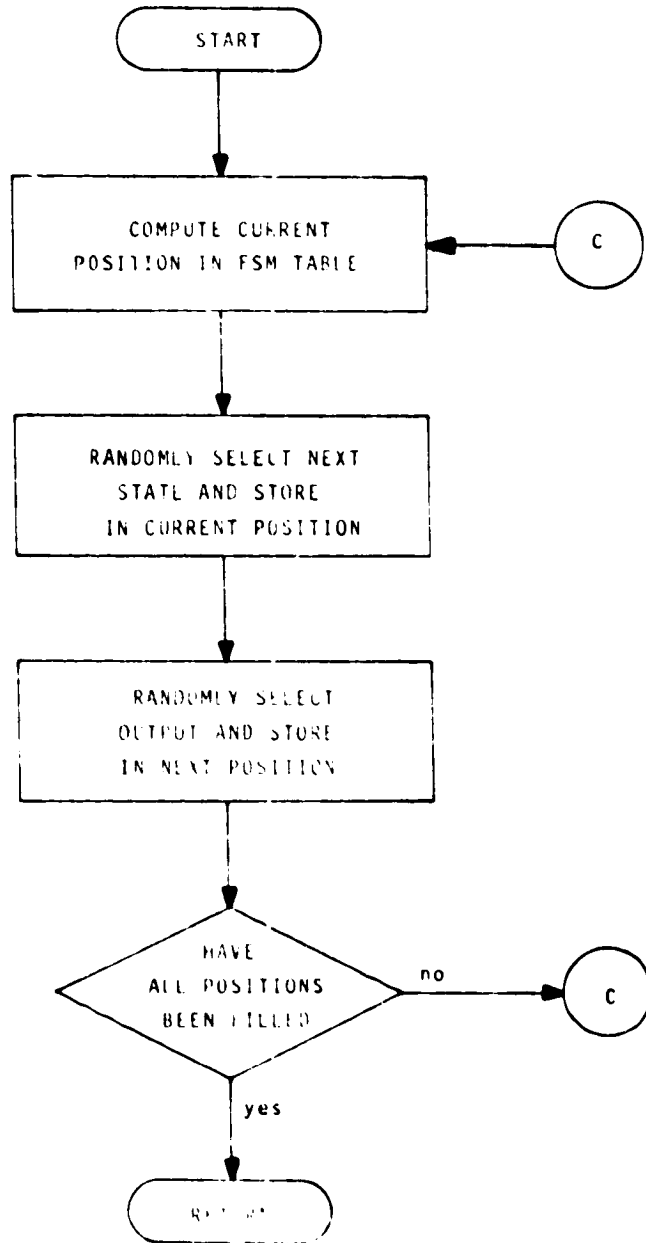 START
COMPUTE CURRENT
POSITION IN FSM TABLE
C
RANDOMLY SELECT NEXT
STATE AND STORE
IN CURRENT POSITION
RANDOMLY SELECT
OUTPUT AND STORE
IN NEXT POSITION
HAVE
ALL POSITIONS
BEEN FILLED
no
C
yes
RETURN